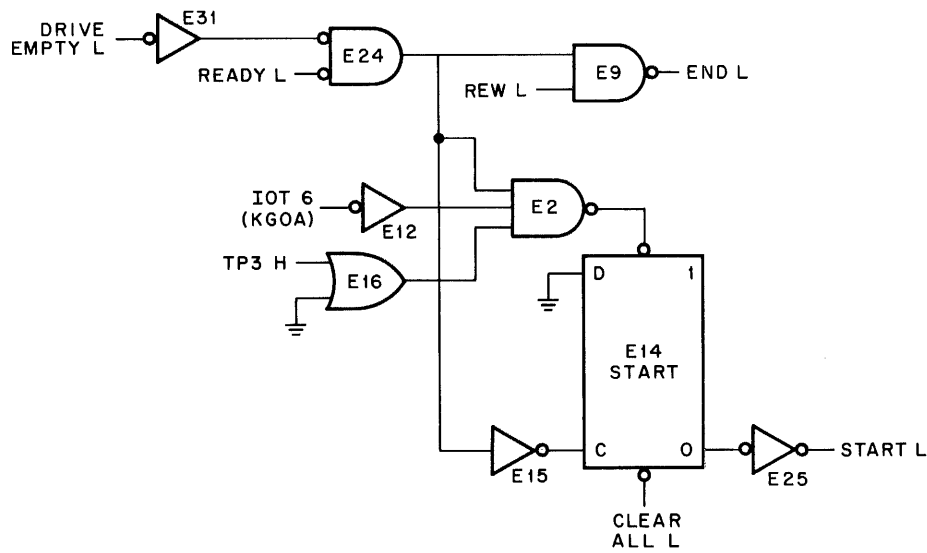 E31
DRIVE
EMPTY L
E24
READY L
E9
END L
REW L
IOT 6
(KGOA)
E12
E2
TP3 H
E16
D
1
E14
START
C
0
E15
E25
START L
CLEAR
ALL L